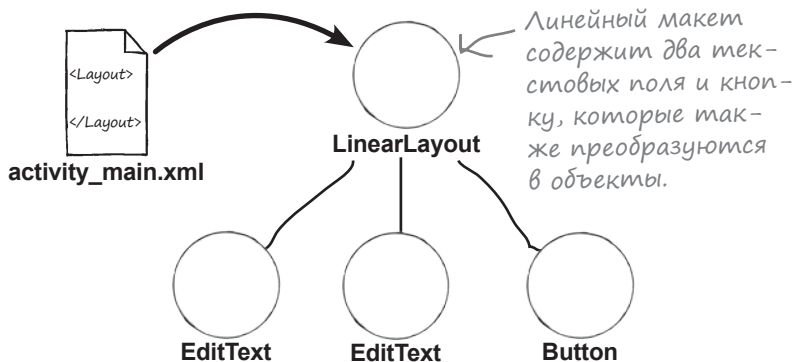 <Layout>
</Layout>
activity_main.xml
LinearLayout
Линейный макет
содержит два тек-
стовых поля и кноп-
ку, которые так-
же преобразуются
в объекты.
EditText
EditText
Button